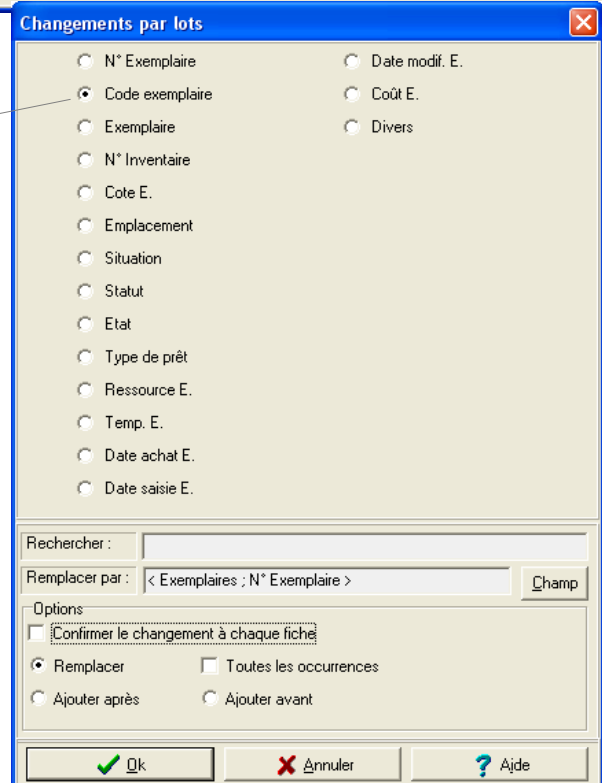 Changements par lots
N° Exemplaire
Date modif. E.
Code exemplaire
Coût E.
Exemplaire
Divers
N° Inventaire
Cote E.
Emplacement
Situation
Statut
Etat
Type de prêt
Ressource E.
Temp. E.
Date achat E.
Date saisie E.
Rechercher :
Remplacer par : < Exemplaires ; N° Exemplaire > Champ
Options
Confirmer le changement à chaque fiche
Remplacer Toutes les occurrences
Ajouter après Ajouter avant
Ok Annuler Aide